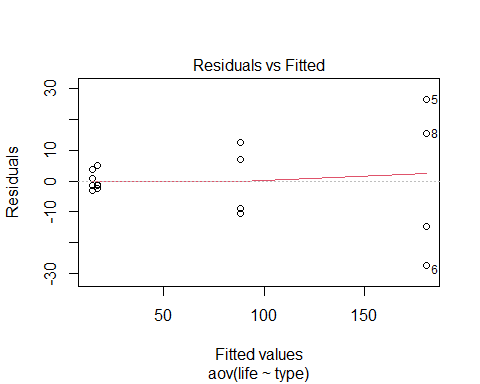 Residuals vs Fitted
Residuals
30
10
0
-10
-30
5
8
6
50
100
150
Fitted values
aov(life ~ type)